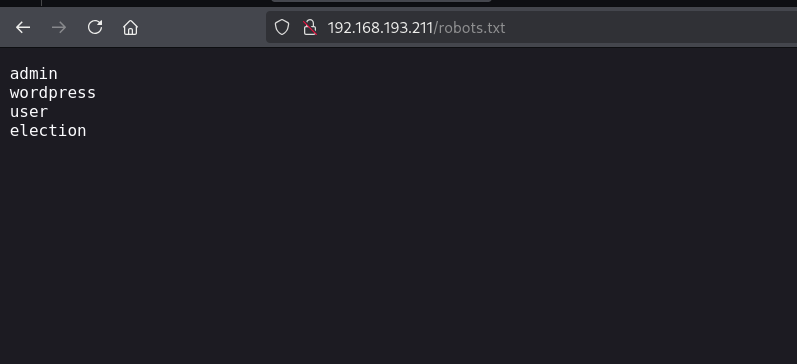 192.168.193.211/robots.txt
admin
wordpress
user
election